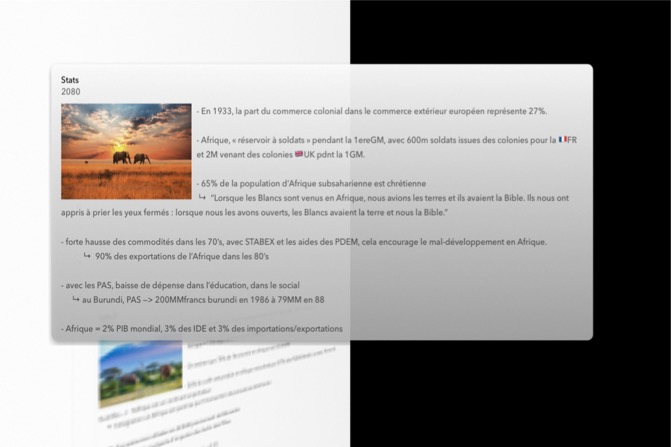 Stats
2080
- En 1933, la part du commerce colonial dans le commerce extérieur européen représente 27%.
- Afrique, « réservoir à soldats » pendant la 1ereGM, avec 600m soldats issues des colonies pour la 🇫🇷FR
et 2M venant des colonies 🇬🇧UK pdnt la 1GM.
- 65% de la population d'Afrique subsaharienne est chrétienne
↳ "Lorsque les Blancs sont venus en Afrique, nous avions les terres et ils avaient la Bible. Ils nous ont
appris à prier les yeux fermés : lorsque nous les avons ouverts, les Blancs avaient la terre et nous la Bible."
- forte hausse des commodités dans les 70's, avec STABEX et les aides des PDEM, cela encourage le mal-développement en Afrique.
↳ 90% des exportations de l'Afrique dans les 80's
- avec les PAS, baisse de dépense dans l'éducation, dans le social
↳ au Burundi, PAS —> 200MMfrancs burundi en 1986 à 79MM en 88
- Afrique = 2% PIB mondial, 3% des IDE et 3% des importations/exportations